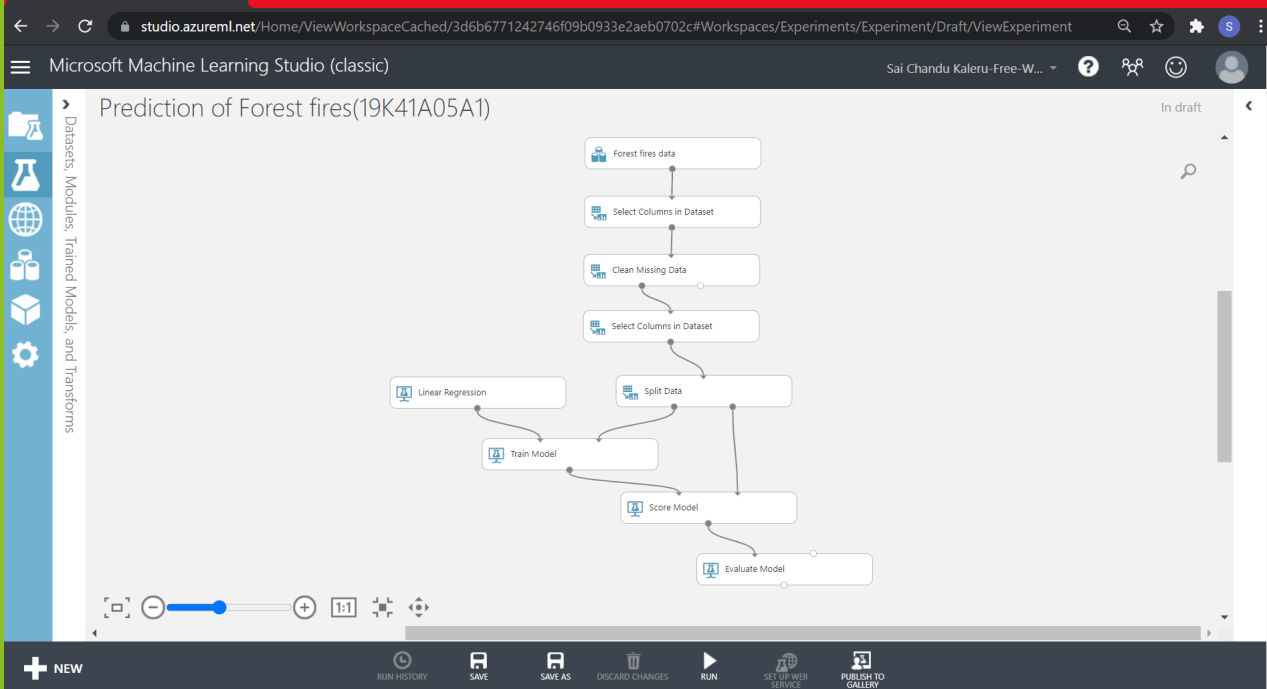 studio.azureml.net/Home/ViewWorkspaceCached/3d6b6771242746f09b0933e2aeb0702c#Workspaces/Experiments/Experiment/Draft/ViewExperiment
S
Microsoft Machine Learning Studio (classic)
Sai Chandu Kaleru-Free-W...
?
Datasets, Modules, Trained Models, and Transforms
Prediction of Forest fires(19K41A05A1)
In draft
Forest fires data
Select Columns in Dataset
Clean Missing Data
Select Columns in Dataset
Linear Regression
Split Data
Train Model
Score Model
Evaluate Model
1:1
NEW
RUN HISTORY
SAVE
SAVE AS
DISCARD CHANGES
RUN
SET UP WEB
SERVICE
PUBLISH TO
GALLERY